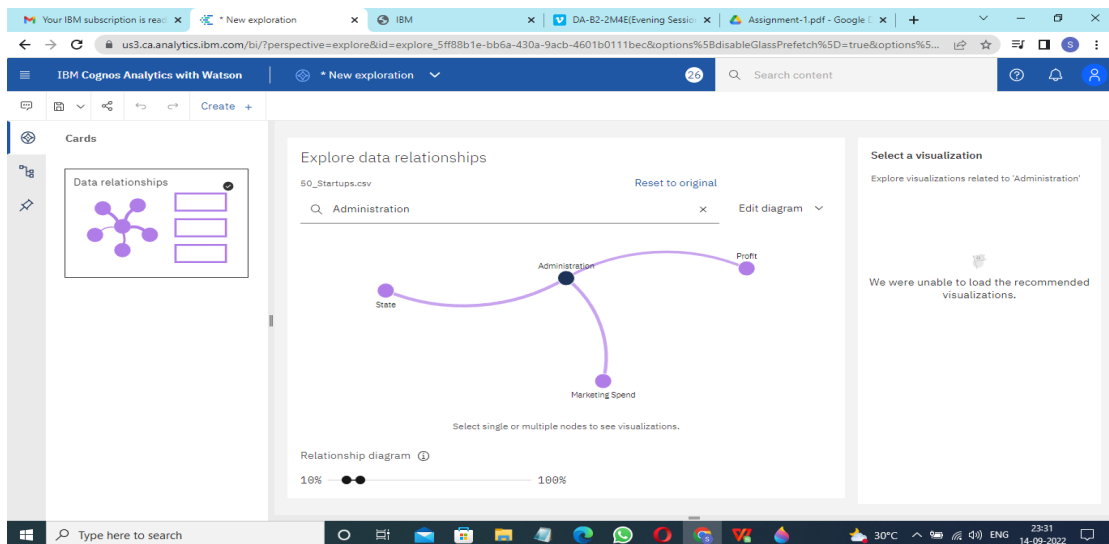 Your IBM subscription is read
* New exploration
IBM
DA-B2-2M4E(Evening Sessio
Assignment-1.pdf - Google D
us3.ca.analytics.ibm.com/bi/?perspective=explore&id=explore_5ff88b1e-bb6a-430a-9acb-4601b0111bec&options%5BdisableGlassPrefetch%5D=true&options%5...
S
IBM Cognos Analytics with Watson
* New exploration
26
Search content
Create +
Cards
Data relationships
Explore data relationships
50_Startups.csv
Reset to original
Administration
Edit diagram
Administration
Profit
State
Marketing Spend
Select single or multiple nodes to see visualizations.
Relationship diagram
10%
100%
Select a visualization
Explore visualizations related to 'Administration'
We were unable to load the recommended
visualizations.
Type here to search
30°C
ENG
23:31
14-09-2022